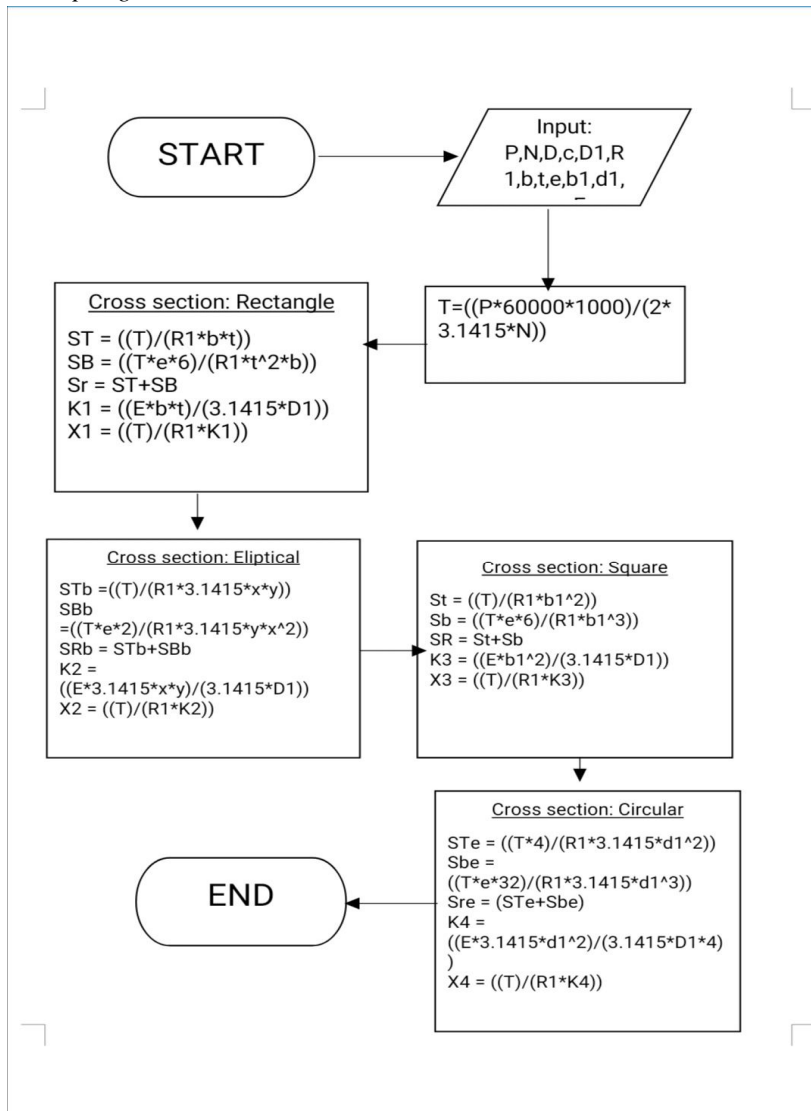 START
Input:
P,N,D,c,D1,R
1,b,t,e,b1,d1,
T=((P*60000*1000)/(2*
3.1415*N))
Cross section: Rectangle
ST = ((T)/(R1*b*t))
SB = ((T*e*6)/(R1*t^2*b))
Sr = ST+SB
K1 = ((E*b*t)/(3.1415*D1))
X1 = ((T)/(R1*K1))
Cross section: Eliptical
STb =((T)/(R1*3.1415*x*y))
SBb
=((T*e*2)/(R1*3.1415*y*x^2))
SRb = STb+SBb
K2 =
((E*3.1415*x*y)/(3.1415*D1))
X2 = ((T)/(R1*K2))
Cross section: Square
St = ((T)/(R1*b1^2))
Sb = ((T*e*6)/(R1*b1^3))
SR = St+Sb
K3 = ((E*b1^2)/(3.1415*D1))
X3 = ((T)/(R1*K3))
Cross section: Circular
STe = ((T*4)/(R1*3.1415*d1^2))
Sbe =
((T*e*32)/(R1*3.1415*d1^3))
Sre = (STe+Sbe)
K4 =
((E*3.1415*d1^2)/(3.1415*D1*4)
)
X4 = ((T)/(R1*K4))
END